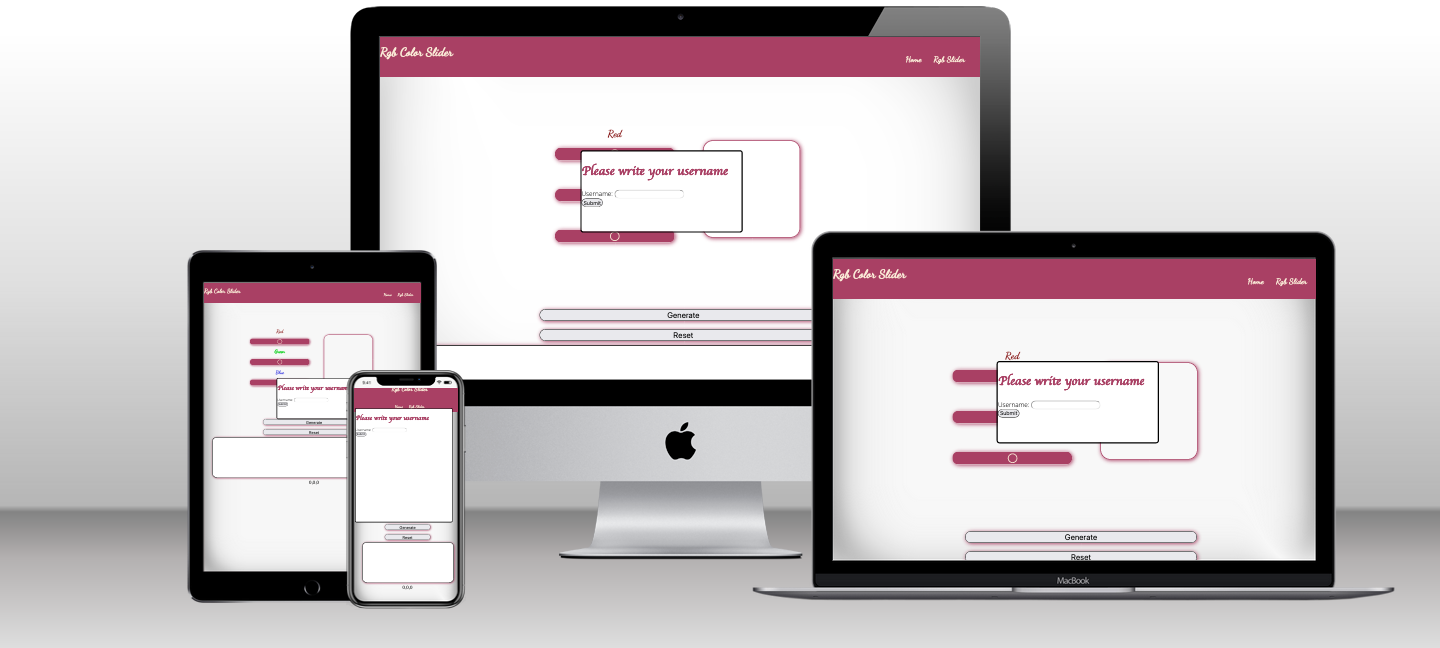 Rgb Color Slider
Home Rgb Slider
Red
Please write your username
Username:
Submit
Generate
Reset
Rgb Color Slider
Home Rgb Slider
Red
Green
Blue
Please write your username
Username:
Submit
Generate
Reset
0,0,0
9:41
Rgb Color Slider
Home Rgb Slider
Please write your username
Username:
Submit
Generate
Reset
0,0,0
Rgb Color Slider
Home Rgb Slider
Red
Please write your username
Username:
Submit
Generate
Reset
MacBook